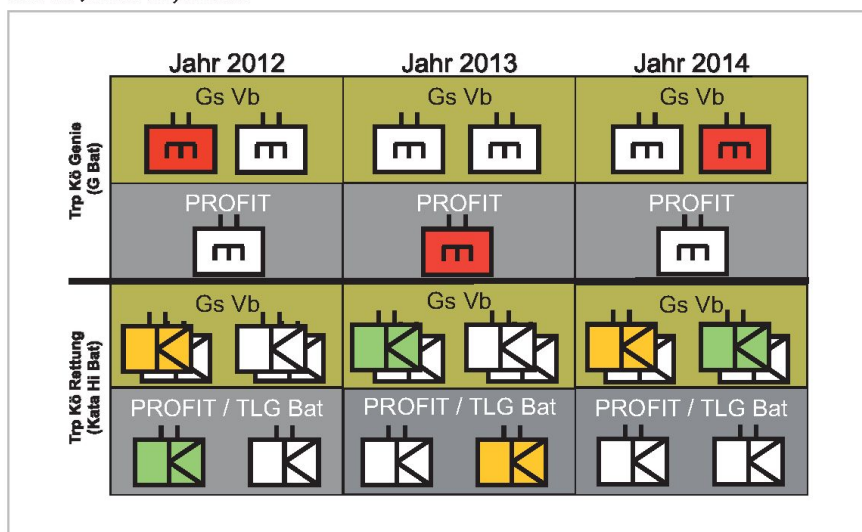 Jahr 2012 Jahr 2013 Jahr 2014
Trp Kö Genie
(G Bat)
Gs Vb Gs Vb Gs Vb
PROFIT PROFIT PROFIT
Trp Kö Rettung
(Kata Hi Bat)
Gs Vb Gs Vb Gs Vb
PROFIT / TLG Bat PROFIT / TLG Bat PROFIT / TLG Bat